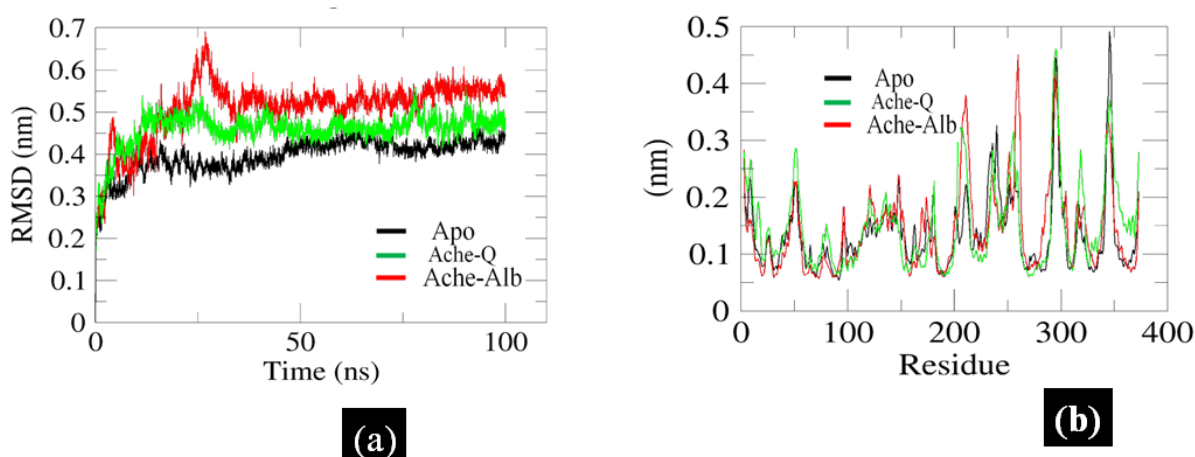 0.7
0.6
0.5
0.4
0.3
0.2
0.1
0
RMSD (nm)
Apo
Ache-Q
Ache-Alb
0
50
100
Time (ns)
(a)
0.5
0.4
0.3
0.2
0.1
0
(nm)
Apo
Ache-Q
Ache-Alb
0
100
200
300
400
Residue
(b)